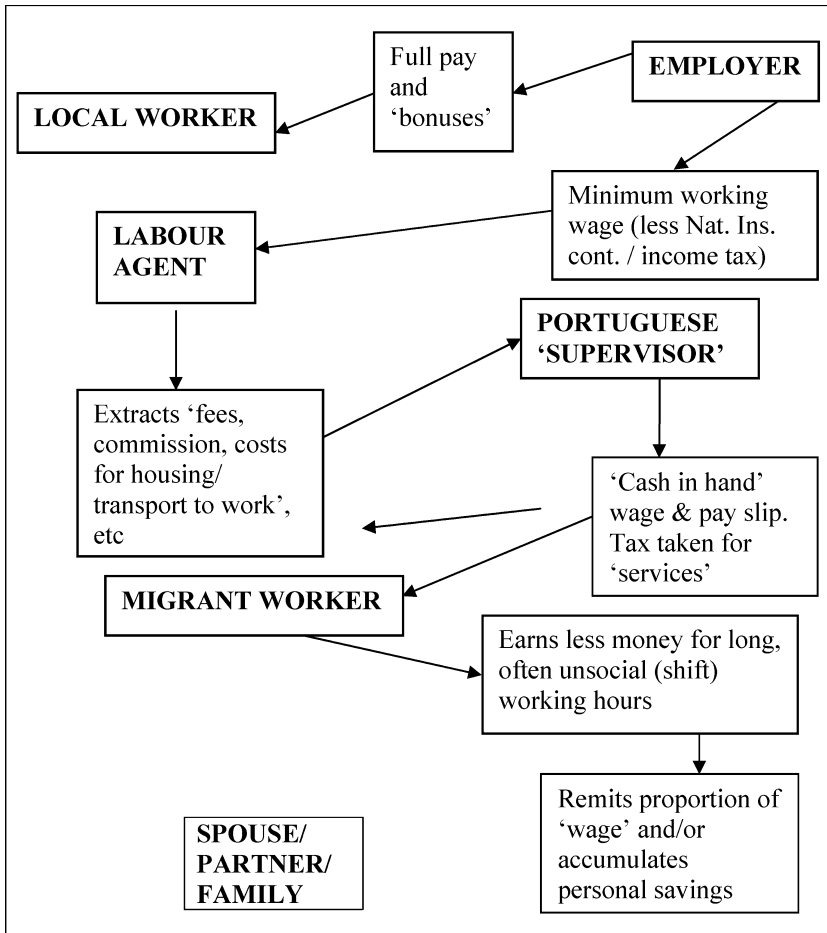 Full pay
and
‘bonuses’
EMPLOYER
LOCAL WORKER
Minimum working
wage (less Nat. Ins.
cont. / income tax)
LABOUR
AGENT
PORTUGUESE
‘SUPERVISOR’
Extracts ‘fees,
commission, costs
for housing/
transport to work’,
etc
‘Cash in hand’
wage & pay slip.
Tax taken for
‘services’
MIGRANT WORKER
Earns less money for long,
often unsocial (shift)
working hours
Remits proportion of
‘wage’ and/or
accumulates
personal savings
SPOUSE/
PARTNER/
FAMILY